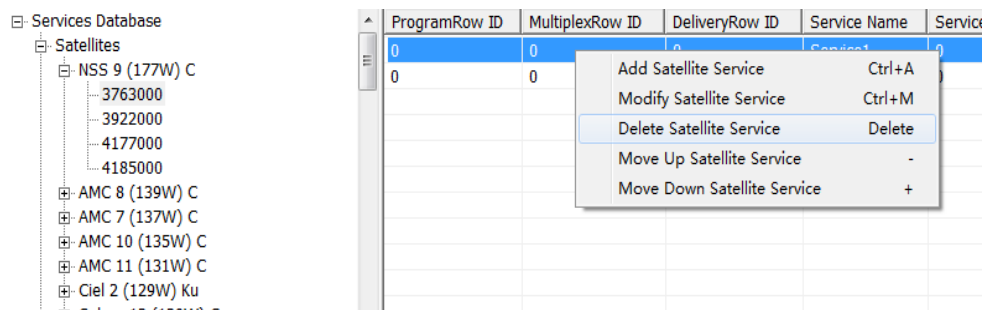 Services Database
Satellites
NSS 9 (177W) C
3763000
3922000
4177000
4185000
AMC 8 (139W) C
AMC 7 (137W) C
AMC 10 (135W) C
AMC 11 (131W) C
Ciel 2 (129W) Ku
ProgramRow ID MultiplexRow ID DeliveryRow ID Service Name Service
0 0 0 Service1 0
0 0
Add Satellite Service Ctrl+A
Modify Satellite Service Ctrl+M
Delete Satellite Service Delete
Move Up Satellite Service -
Move Down Satellite Service +